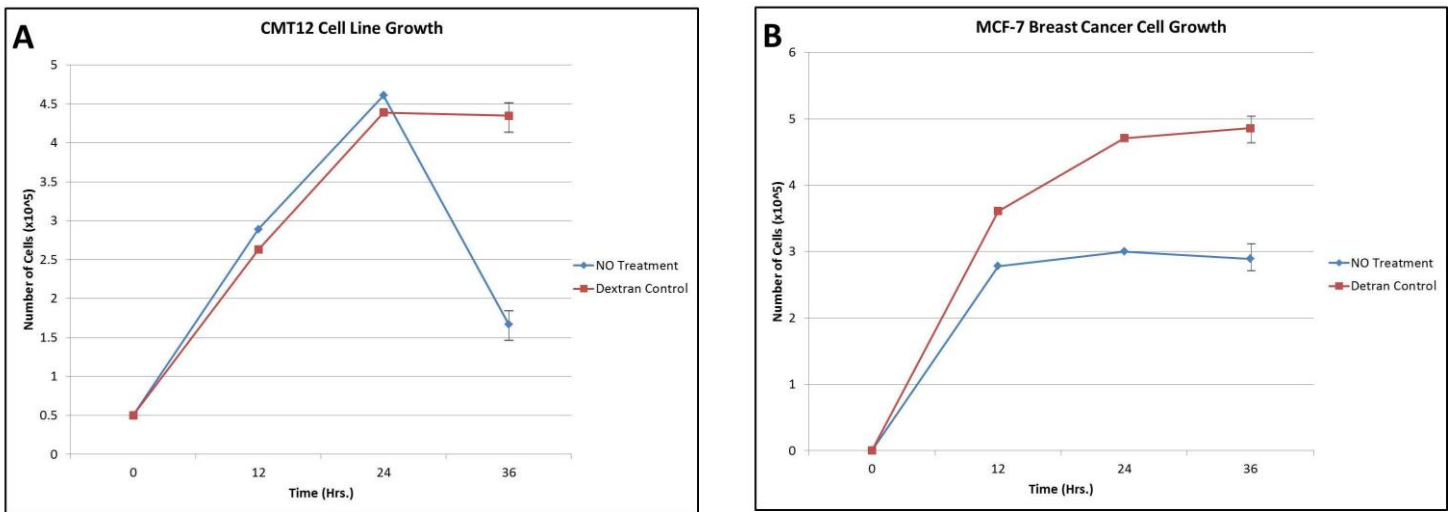 A
CMT12 Cell Line Growth
Number of Cells (x10^5)
5
4.5
4
3.5
3
2.5
2
1.5
1
0.5
0
0 12 24 36
Time (Hrs.)
NO Treatment
Dextran Control
B
MCF-7 Breast Cancer Cell Growth
Number of Cells (x10^5)
6
5
4
3
2
1
0
0 12 24 36
Time (Hrs.)
NO Treatment
Detran Control